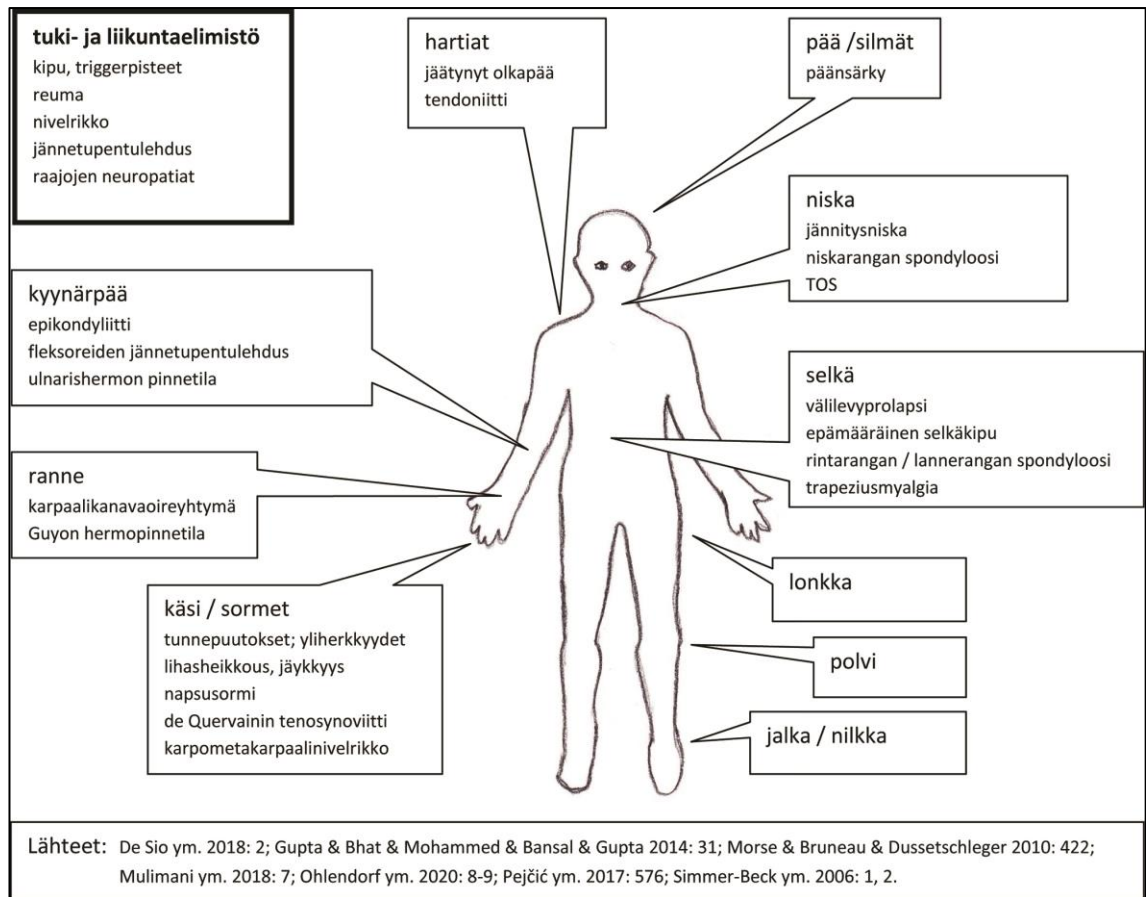 tuki- ja liikuntaelimistö
kipu, triggerpisteet
reuma
nivelrikko
jännetupentulehdus
raajojen neuropatiat
hartiat
jäätynyt olkapää
tendoniitti
pää /silmät
päänsärky
niska
jännitysniska
niskarangan spondyloosi
TOS
kyynärpää
epikondyliitti
fleksoreiden jännetupentulehdus
ulnarishermon pinnetila
selkä
välilevyprolapsi
epämääräinen selkäkipu
rintarangan / lannerangan spondyloosi
trapeziusmyalgia
ranne
karpaalikanavaoireyhtymä
Guyon hermopinnetila
lonkka
käsi / sormet
tunnepuutokset; yliherkkyydet
lihasheikkous, jäykkyys
napsusormi
de Quervainin tenosynoviitti
karpometakarpaalinivelrikko
polvi
jalka / nilkka
Lähteet: De Sio ym. 2018: 2; Gupta & Bhat & Mohammed & Bansal & Gupta 2014: 31; Morse & Bruneau & Dussetschleger 2010: 422;
Mulimani ym. 2018: 7; Ohlendorf ym. 2020: 8-9; Pejčić ym. 2017: 576; Simmer-Beck ym. 2006: 1, 2.